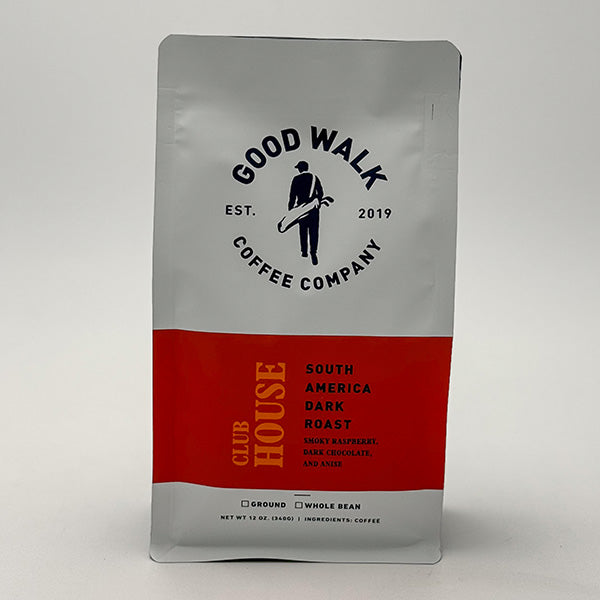 GOOD WALK
EST. 2019
COFFEE COMPANY
CLUB
HOUSE
SOUTH
AMERICA
DARK
ROAST
SMOKY RASPBERRY,
DARK CHOCOLATE,
AND ANISE
GROUND WHOLE BEAN
NET WT 12 OZ. (340G) | INGREDIENTS: COFFEE